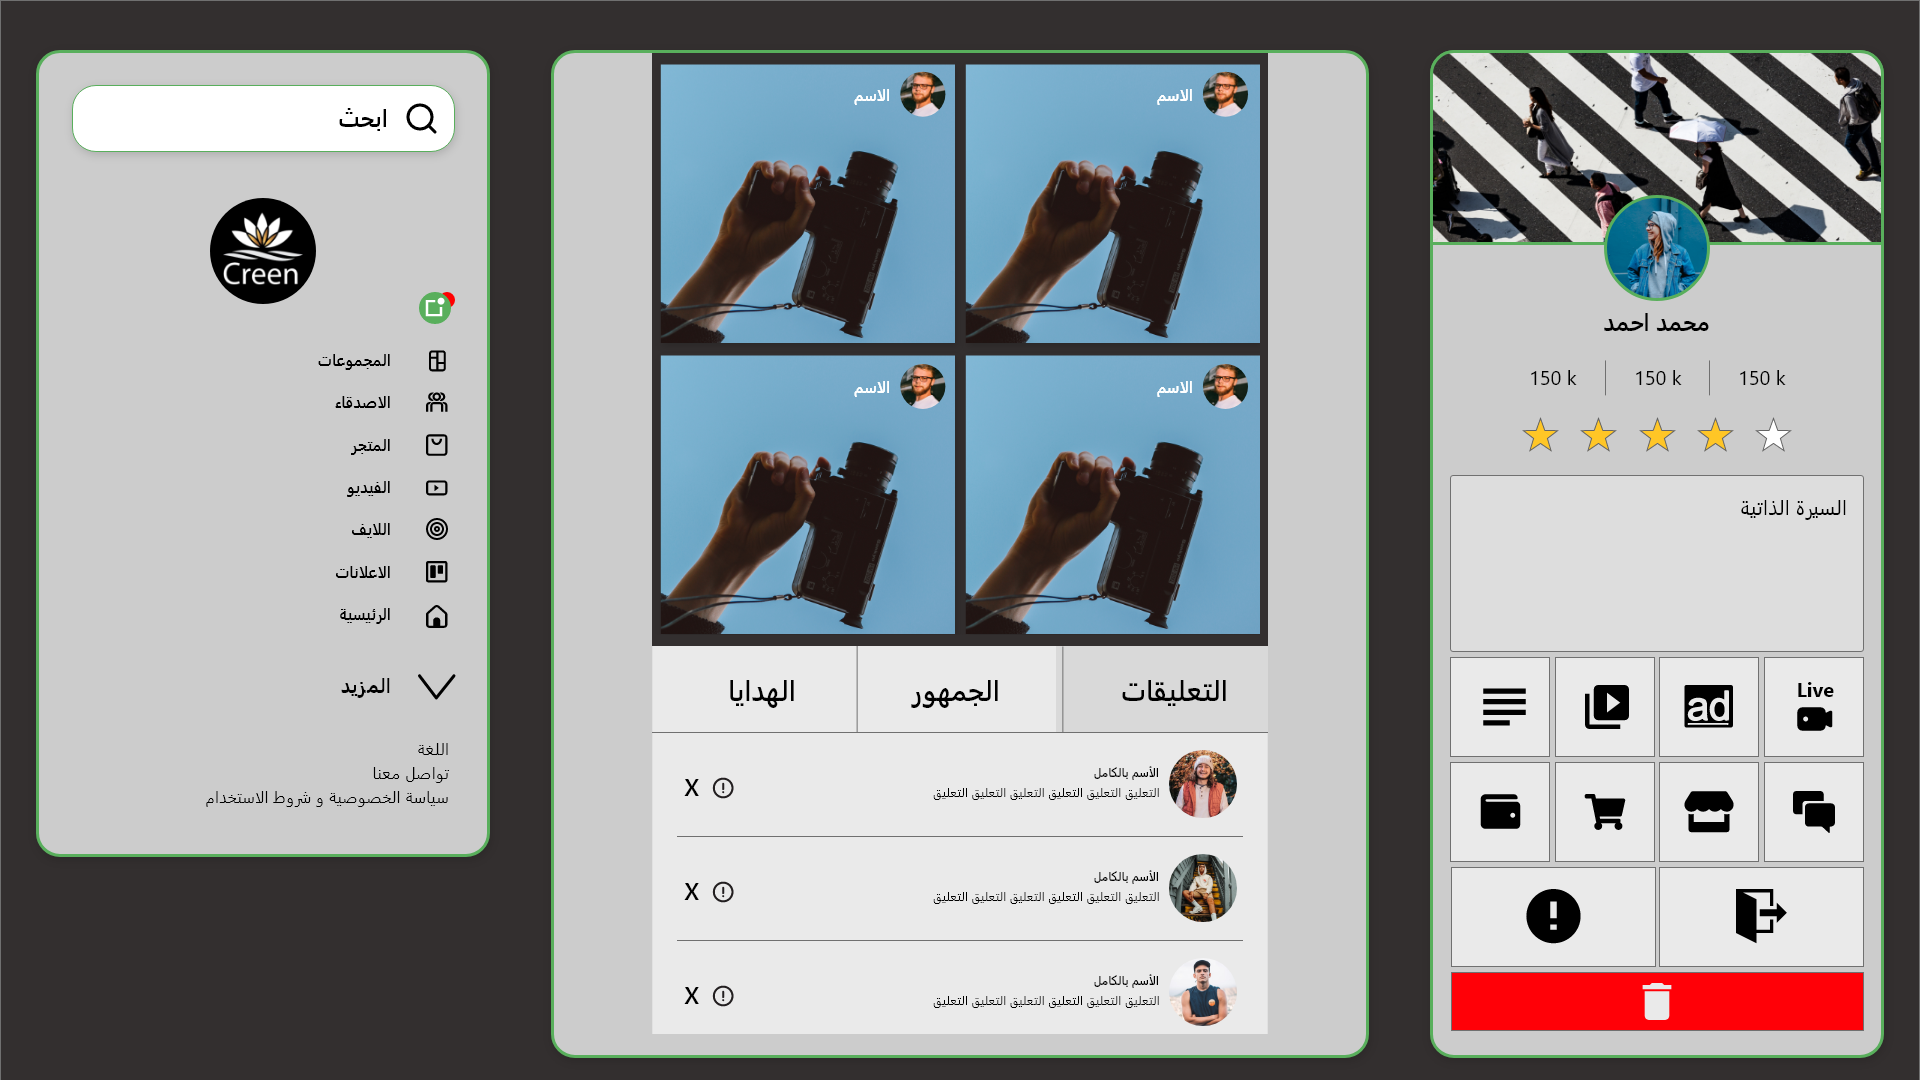 ابحث
Creen
المجموعات
الاصدقاء
المتجر
الفيديو
اللايف
الاعلانات
الرئيسية
المزيد
اللغة
تواصل معنا
سياسة الخصوصية و شروط الاستخدام
الاسم
الاسم
الاسم
الاسم
التعليقات
الجمهور
الهدايا
الأسم بالكامل
التعليق التعليق التعليق التعليق التعليق التعليق
X
الأسم بالكامل
التعليق التعليق التعليق التعليق التعليق التعليق
X
الأسم بالكامل
التعليق التعليق التعليق التعليق التعليق التعليق
X
محمد احمد
150 k
150 k
150 k
السيرة الذاتية
Live
ad